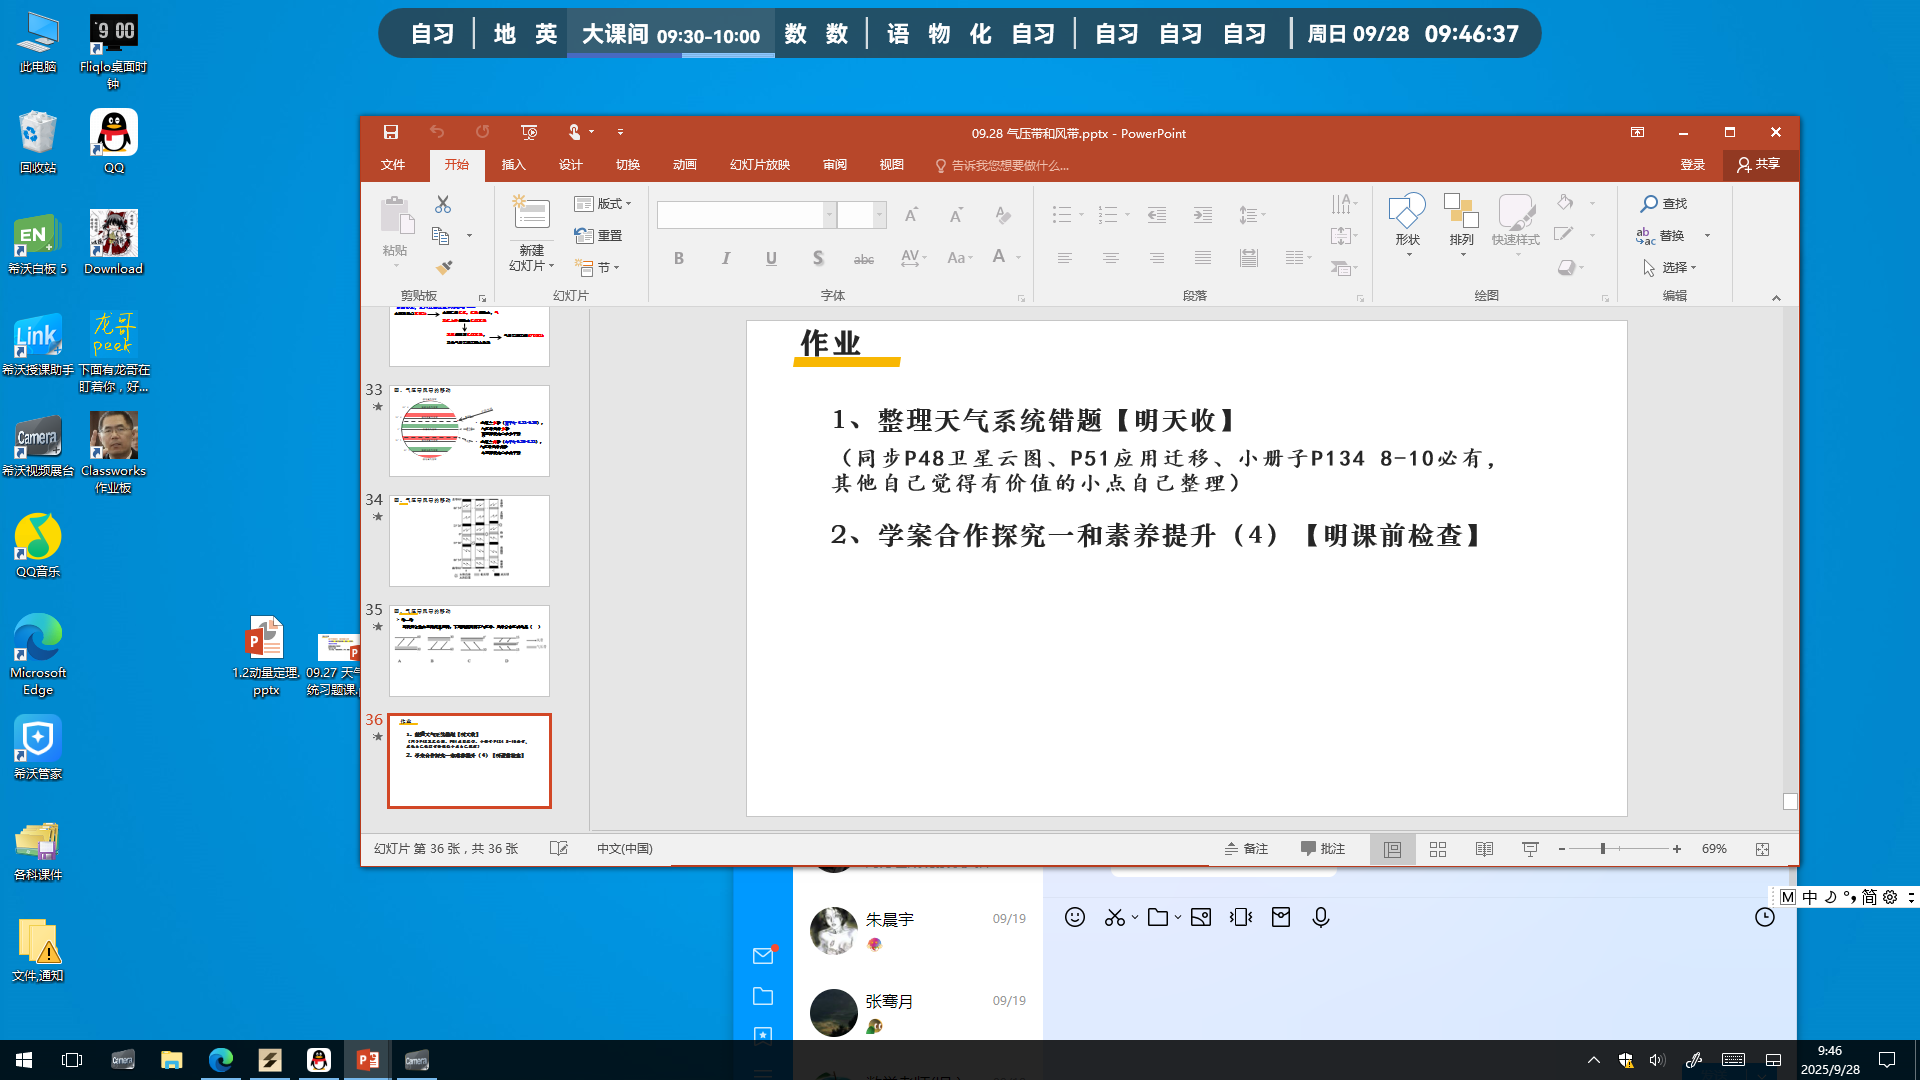 自习 | 地 英 大课间 09:30-10:00 数 数 | 语 物 化 自习 | 自习 自习 自习 | 周日 09/28 09:46:37
此电脑
Fliqlo桌面时钟
回收站
QQ
希沃白板 5
Download
希沃授课助手
下面有龙哥在盯着你，好...
龙哥
peek
EN
Link
Camera
希沃视频展台
Classworks
作业板
QQ音乐
Microsoft
Edge
希沃管家
各科课件
文件,通知
1.2动量定理.
pptx
09.27 天气
统习题课.
09.28 气压带和风带.pptx - PowerPoint
文件 开始 插入 设计 切换 动画 幻灯片放映 审阅 视图 告诉我您想要做什么... 登录 共享
粘贴
新建
幻灯片
版式
重置
节
B I U S abc AV Aa A
形状 排列 快速样式
查找
替换
选择
剪贴板 幻灯片 字体 段落 绘图 编辑
33
34
35
36
作业
1、整理天气系统错题【明天收】
（同步P48卫星云图、P51应用迁移、小册子P134 8-10必有，
其他自己觉得有价值的小点自己整理）
2、学案合作探究一和素养提升（4）【明课前检查】
幻灯片 第 36 张，共 36 张 中文(中国) 备注 批注 69%
朱晨宇 09/19
张骞月 09/19
M 中 简
9:46
2025/9/28